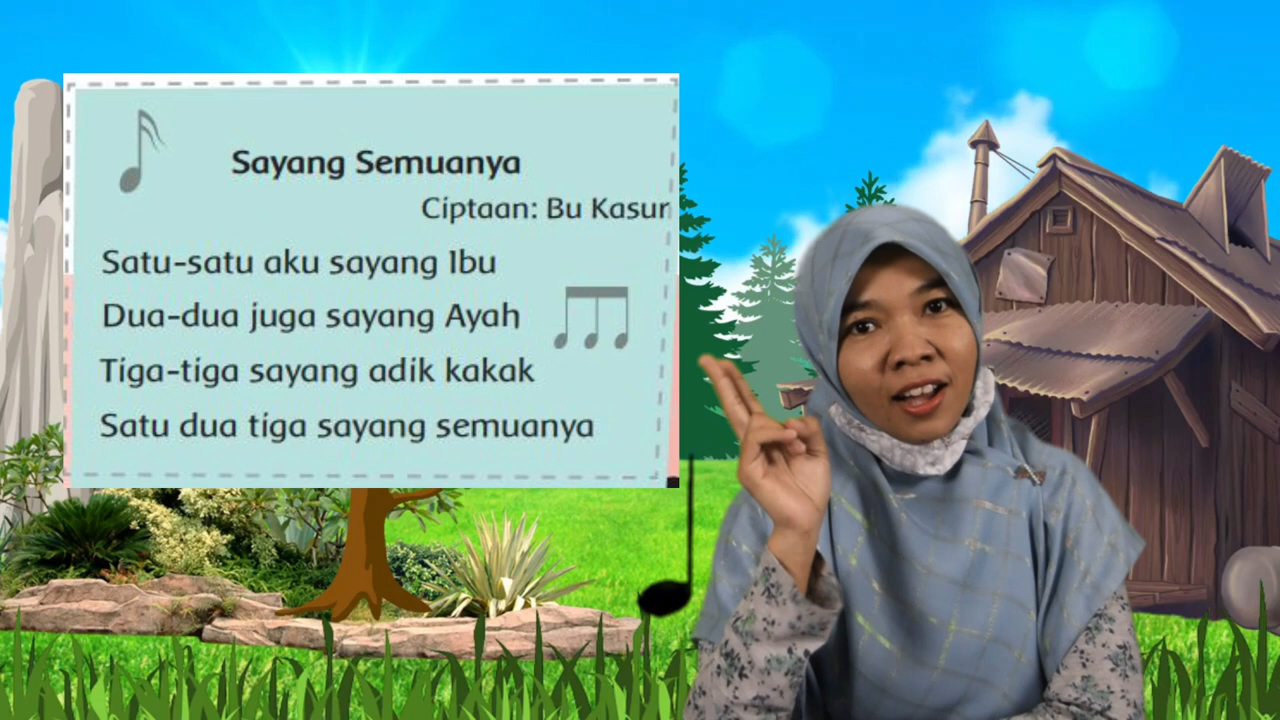 Sayang Semuanya
Ciptaan: Bu Kasur
Satu-satu aku sayang Ibu
Dua-dua juga sayang Ayah
Tiga-tiga sayang adik kakak
Satu dua tiga sayang semuanya